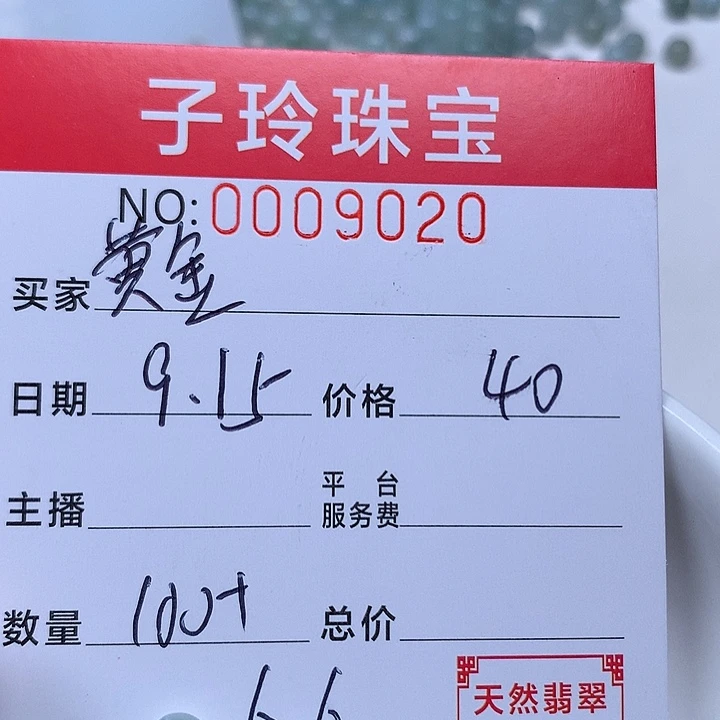 子玲珠宝
NO:0009020
买家 黄金
日期 9.15 价格 40
主播 平台服务费
数量 100+ 总价
天然翡翠